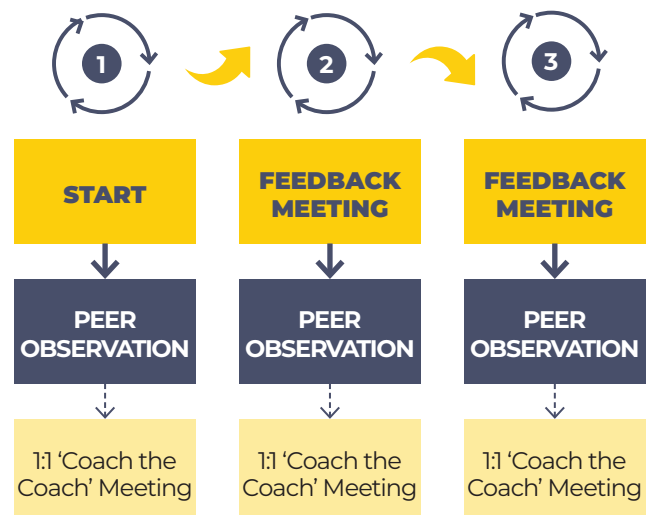 1
2
3
START
FEEDBACK
MEETING
FEEDBACK
MEETING
PEER
OBSERVATION
PEER
OBSERVATION
PEER
OBSERVATION
1:1 ‘Coach the
Coach’ Meeting
1:1 ‘Coach the
Coach’ Meeting
1:1 ‘Coach the
Coach’ Meeting